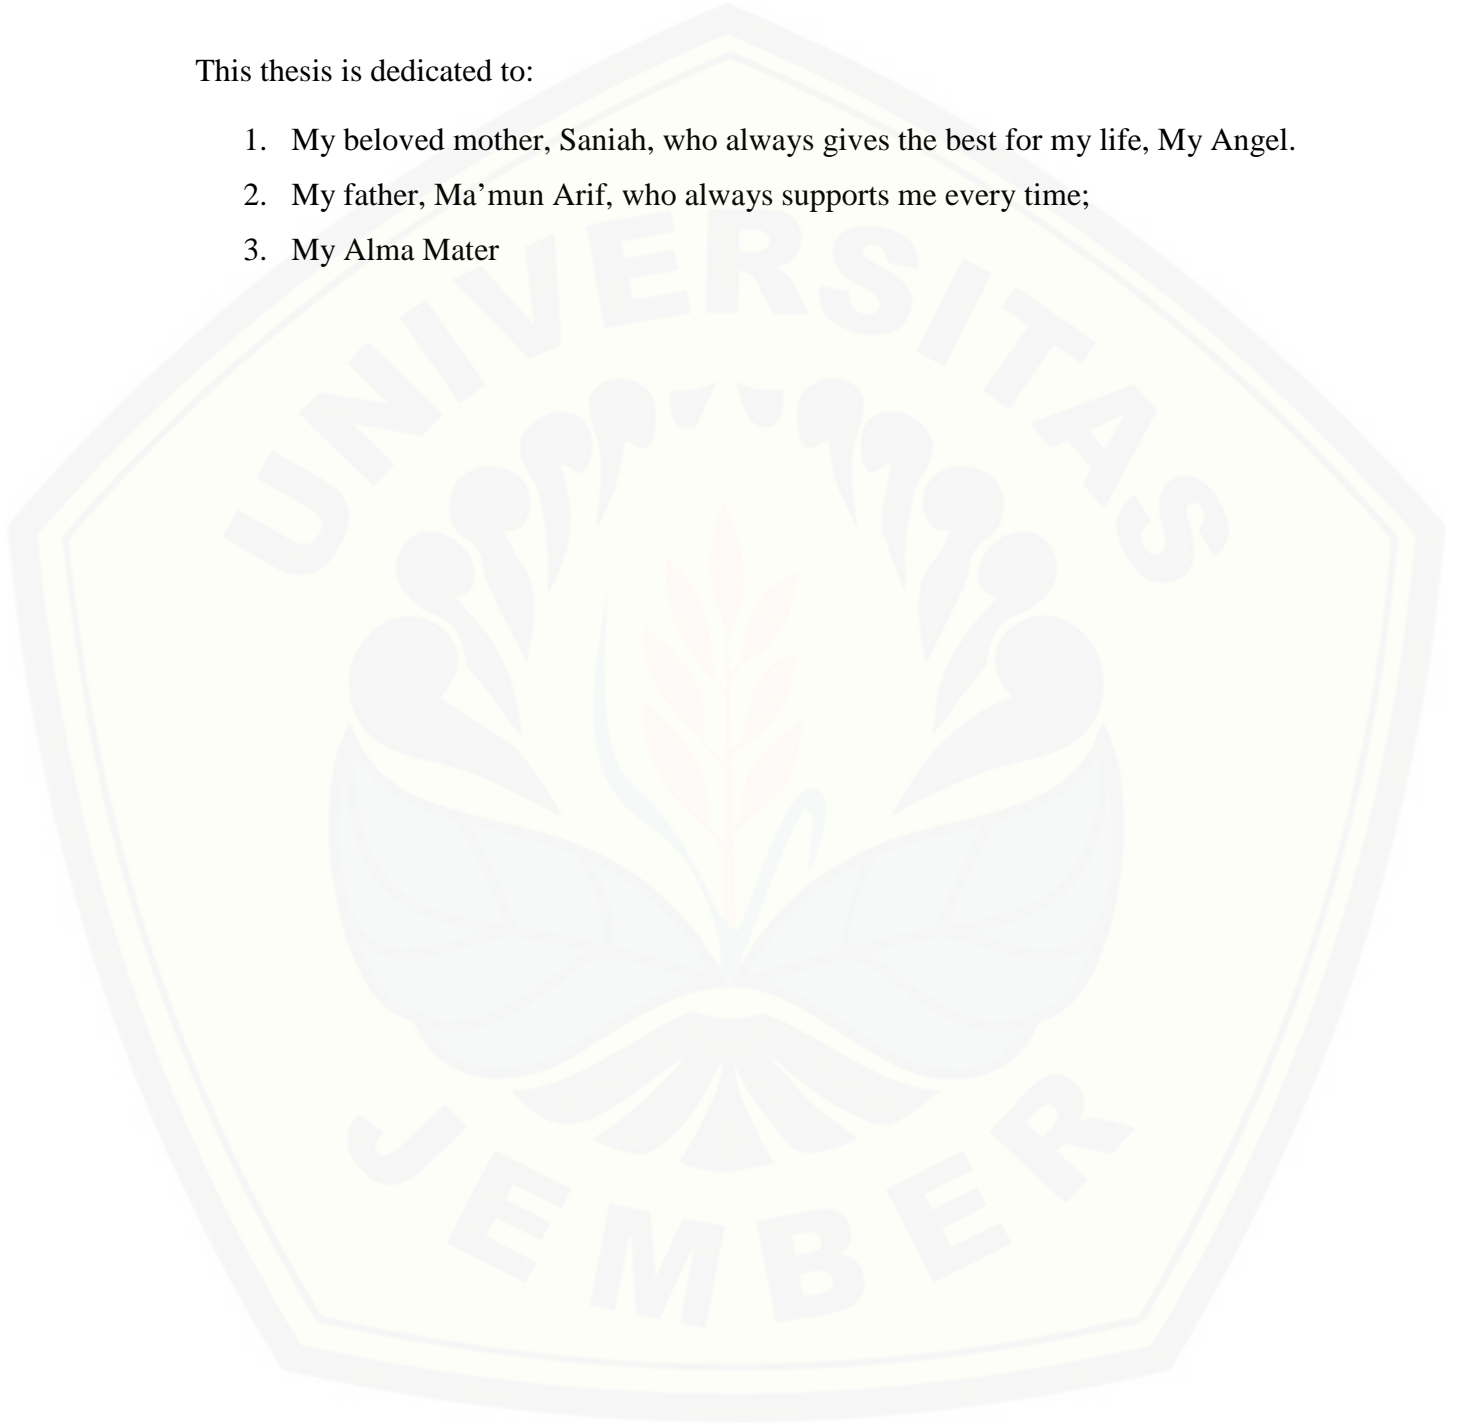 This thesis is dedicated to:
1. My beloved mother, Saniah, who always gives the best for my life, My Angel.
2. My father, Ma’mun Arif, who always supports me every time;
3. My Alma Mater
UNIVERSITAS
JEMBER